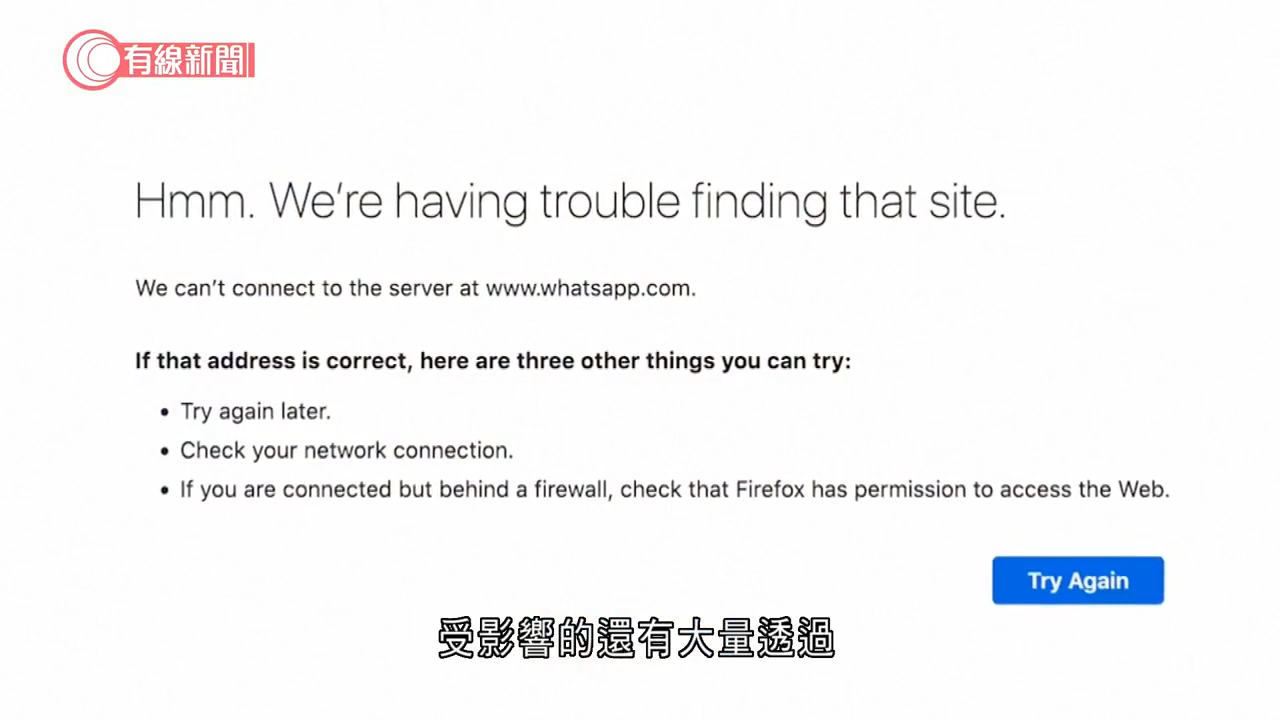 有線新聞
Hmm. We’re having trouble finding that site.
We can’t connect to the server at www.whatsapp.com.
If that address is correct, here are three other things you can try:
• Try again later.
• Check your network connection.
• If you are connected but behind a firewall, check that Firefox has permission to access the Web.
Try Again
受影響的還有大量透過